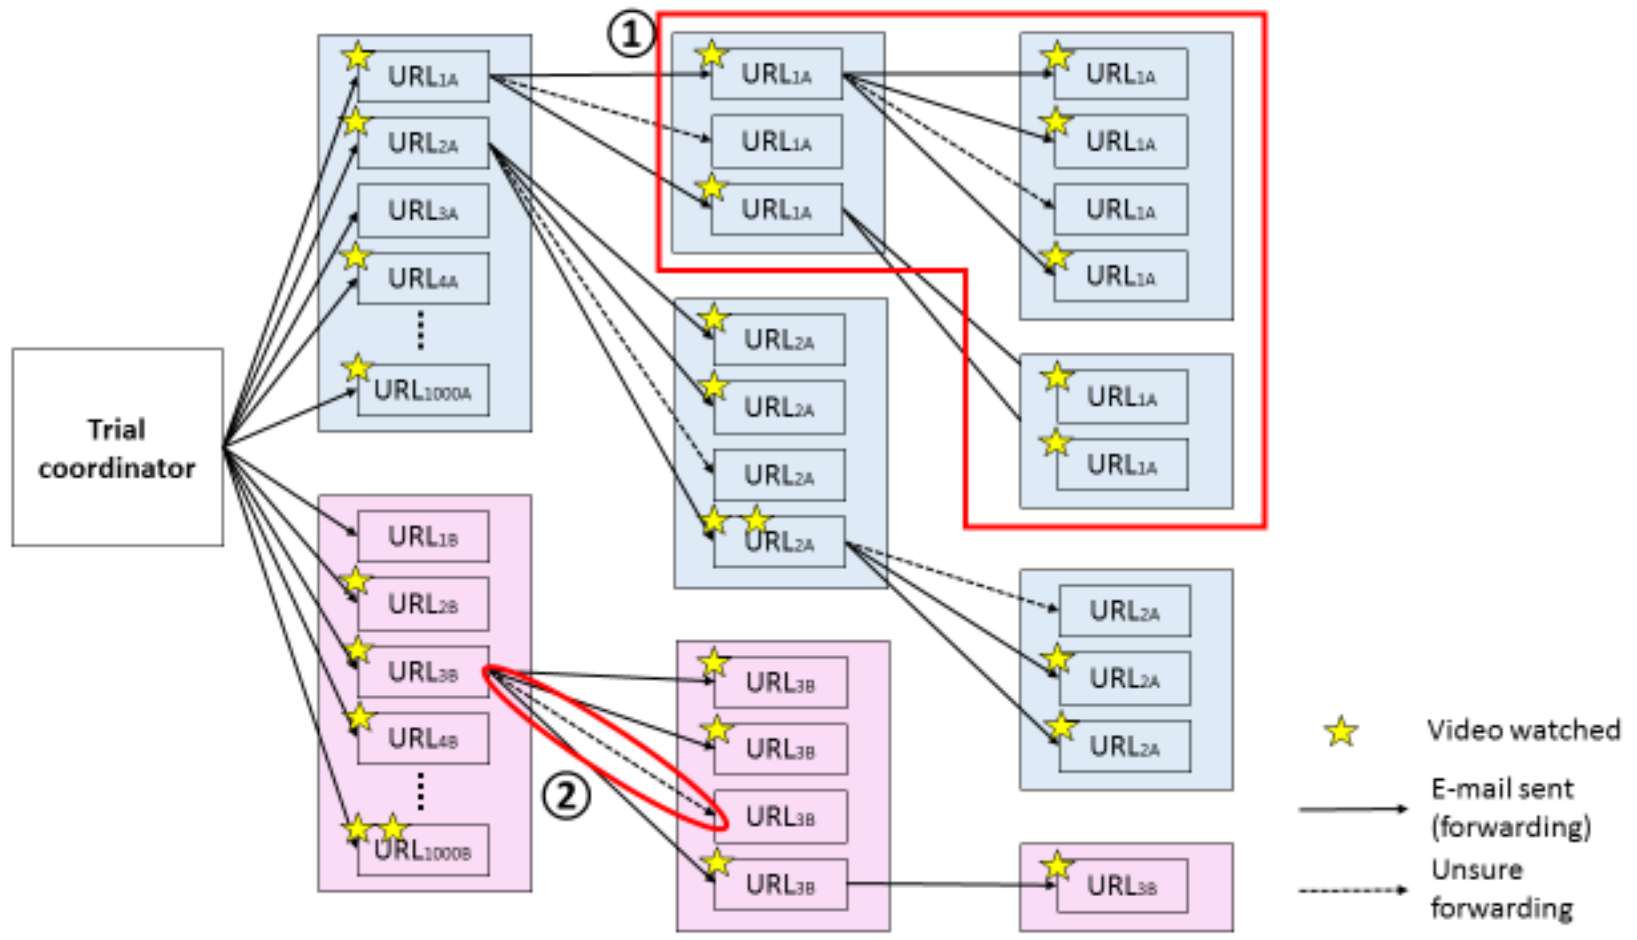 ①
URL1A
URL2A
URL3A
URL4A
URL1000A
Trial
coordinator
URL1B
URL2B
URL3B
URL4B
URL1000B
URL1A
URL1A
URL1A
URL2A
URL2A
URL2A
URL2A
②
URL3B
URL3B
URL3B
URL3B
URL1A
URL1A
URL1A
URL1A
URL1A
URL1A
URL2A
URL2A
URL2A
URL3B
Video watched
E-mail sent
(forwarding)
Unsure
forwarding